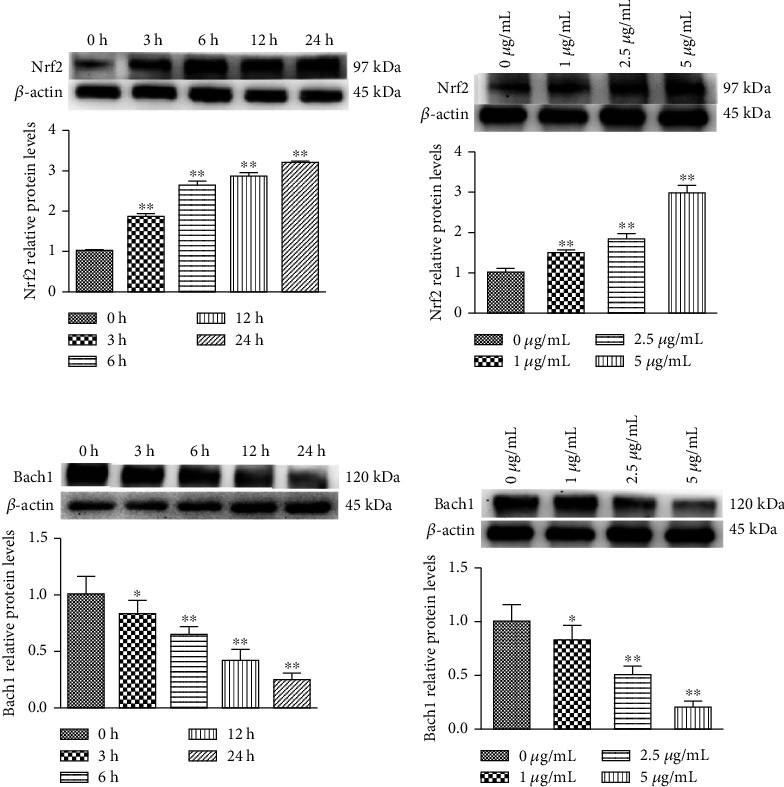 0 h 3 h 6 h 12 h 24 h
Nrf2 97 kDa
β-actin 45 kDa
Nrf2 relative protein levels
4
3
2
1
0
** ** ** **
0 h 12 h
3 h 24 h
6 h
0 μg/mL 1 μg/mL 2.5 μg/mL 5 μg/mL
Nrf2 97 kDa
β-actin 45 kDa
Nrf2 relative protein levels
4
3
2
1
0
** ** **
0 μg/mL 2.5 μg/mL
1 μg/mL 5 μg/mL
0 h 3 h 6 h 12 h 24 h
Bach1 120 kDa
β-actin 45 kDa
Bach1 relative protein levels
1.5
1.0
0.5
0.0
* ** ** **
0 h 12 h
3 h 24 h
6 h
0 μg/mL 1 μg/mL 2.5 μg/mL 5 μg/mL
Bach1 120 kDa
β-actin 45 kDa
Bach1 relative protein levels
1.5
1.0
0.5
0.0
* ** **
0 μg/mL 2.5 μg/mL
1 μg/mL 5 μg/mL